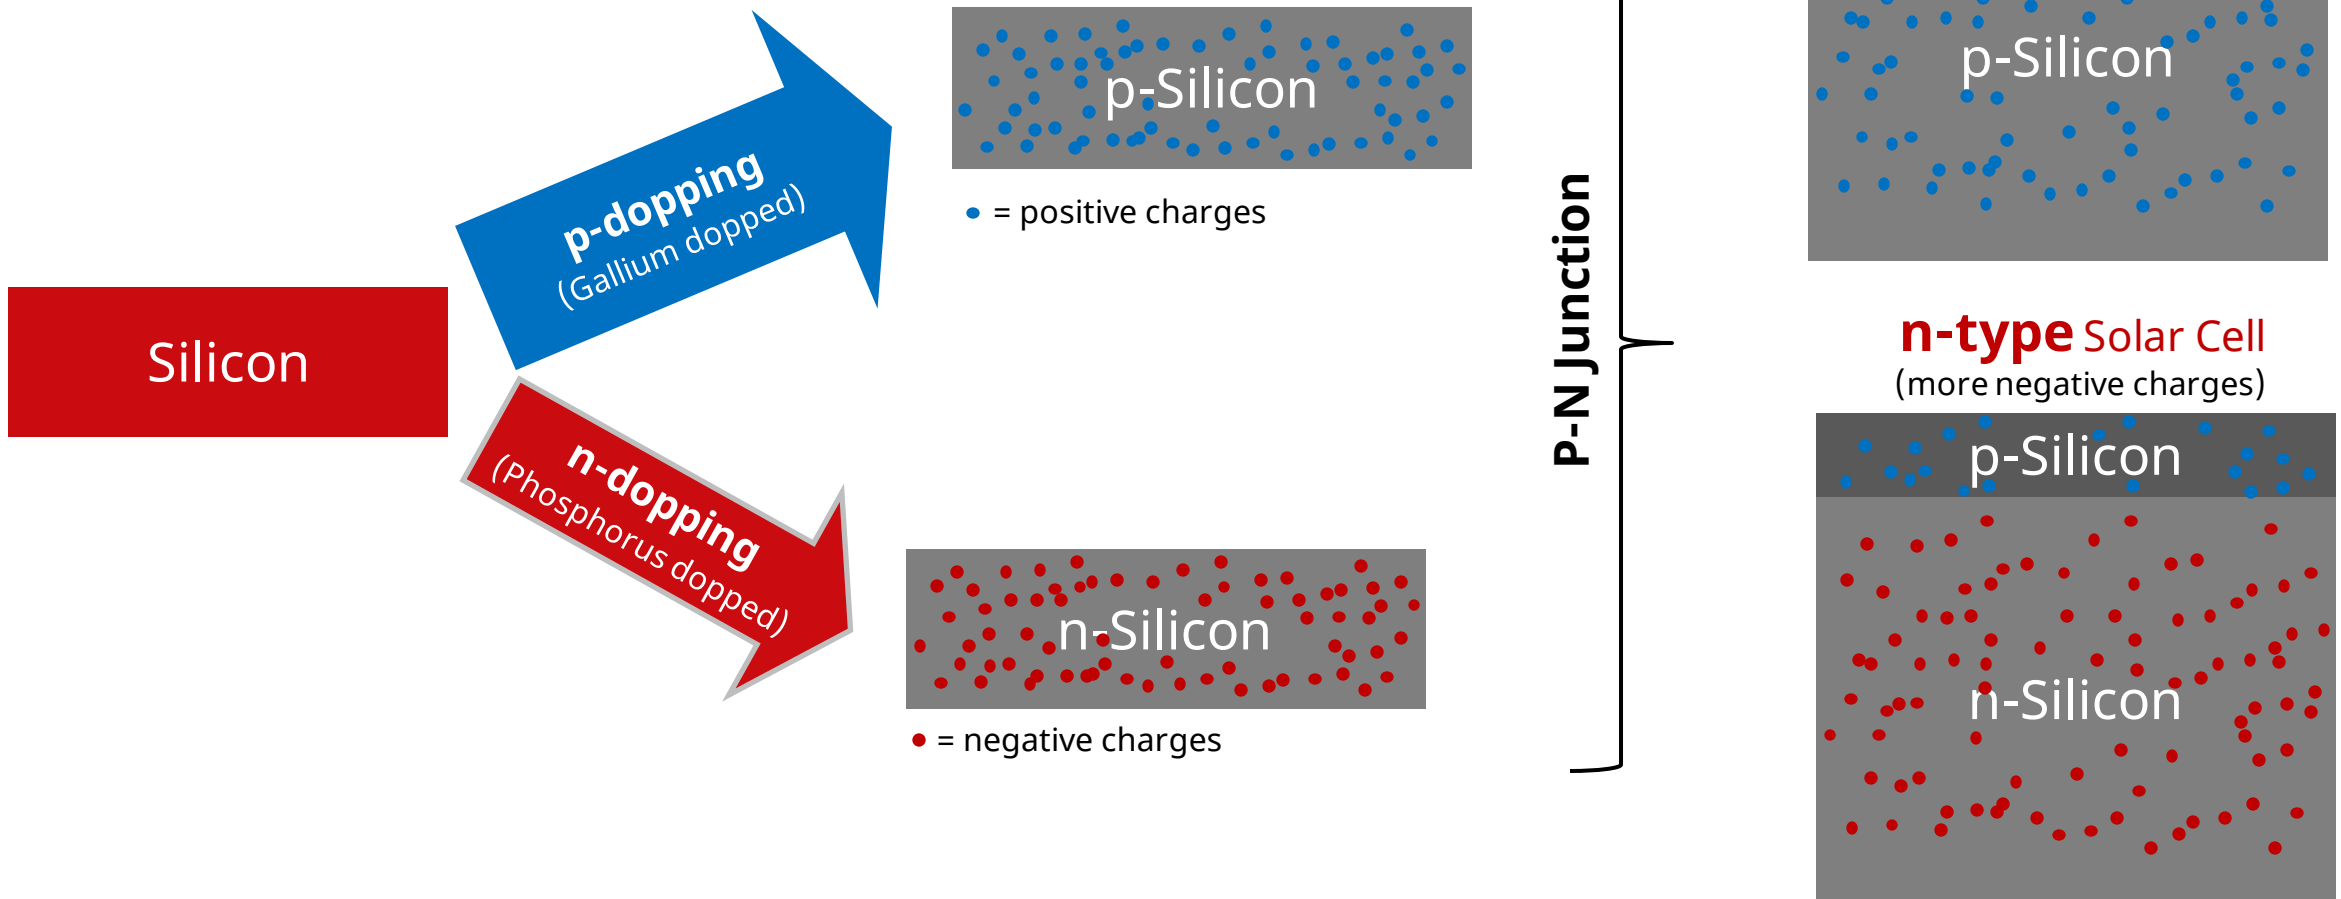 Silicon
p-dopping
(Gallium dopped)
n-dopping
(Phosphorus dopped)
p-Silicon
= positive charges
n-Silicon
= negative charges
P-N Junction
p-Silicon
n-type Solar Cell
(more negative charges)
p-Silicon
n-Silicon